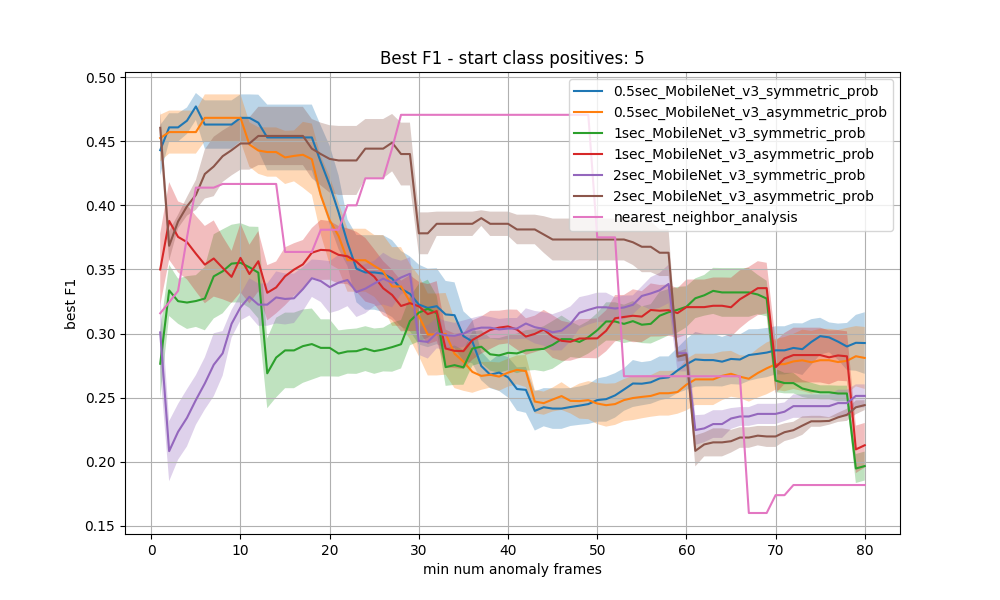 Best F1 - start class positives: 5
best F1
0.50
0.45
0.40
0.35
0.30
0.25
0.20
0.15
0.5sec_MobileNet_v3_symmetric_prob
0.5sec_MobileNet_v3_asymmetric_prob
1sec_MobileNet_v3_symmetric_prob
1sec_MobileNet_v3_asymmetric_prob
2sec_MobileNet_v3_symmetric_prob
2sec_MobileNet_v3_asymmetric_prob
nearest_neighbor_analysis
0 10 20 30 40 50 60 70 80
min num anomaly frames